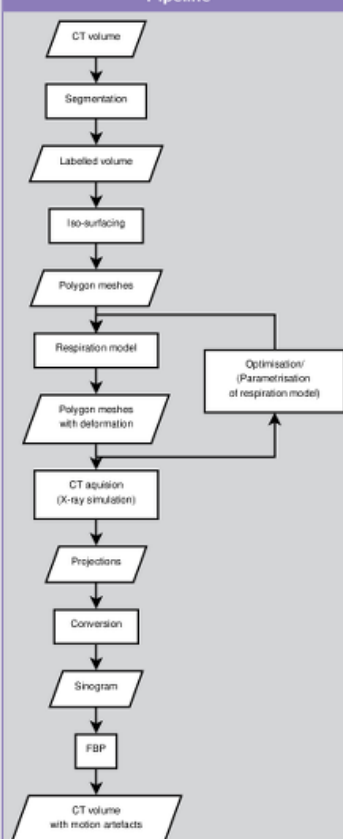 Pipeline
CT volume
Segmentation
Labelled volume
Iso-surfacing
Polygon meshes
Respiration model
Optimisation/
(Parametrisation
of respiration model)
Polygon meshes
with deformation
CT aquision
(X-ray simulation)
Projections
Conversion
Sinogram
FBP
CT volume
with motion artefacts